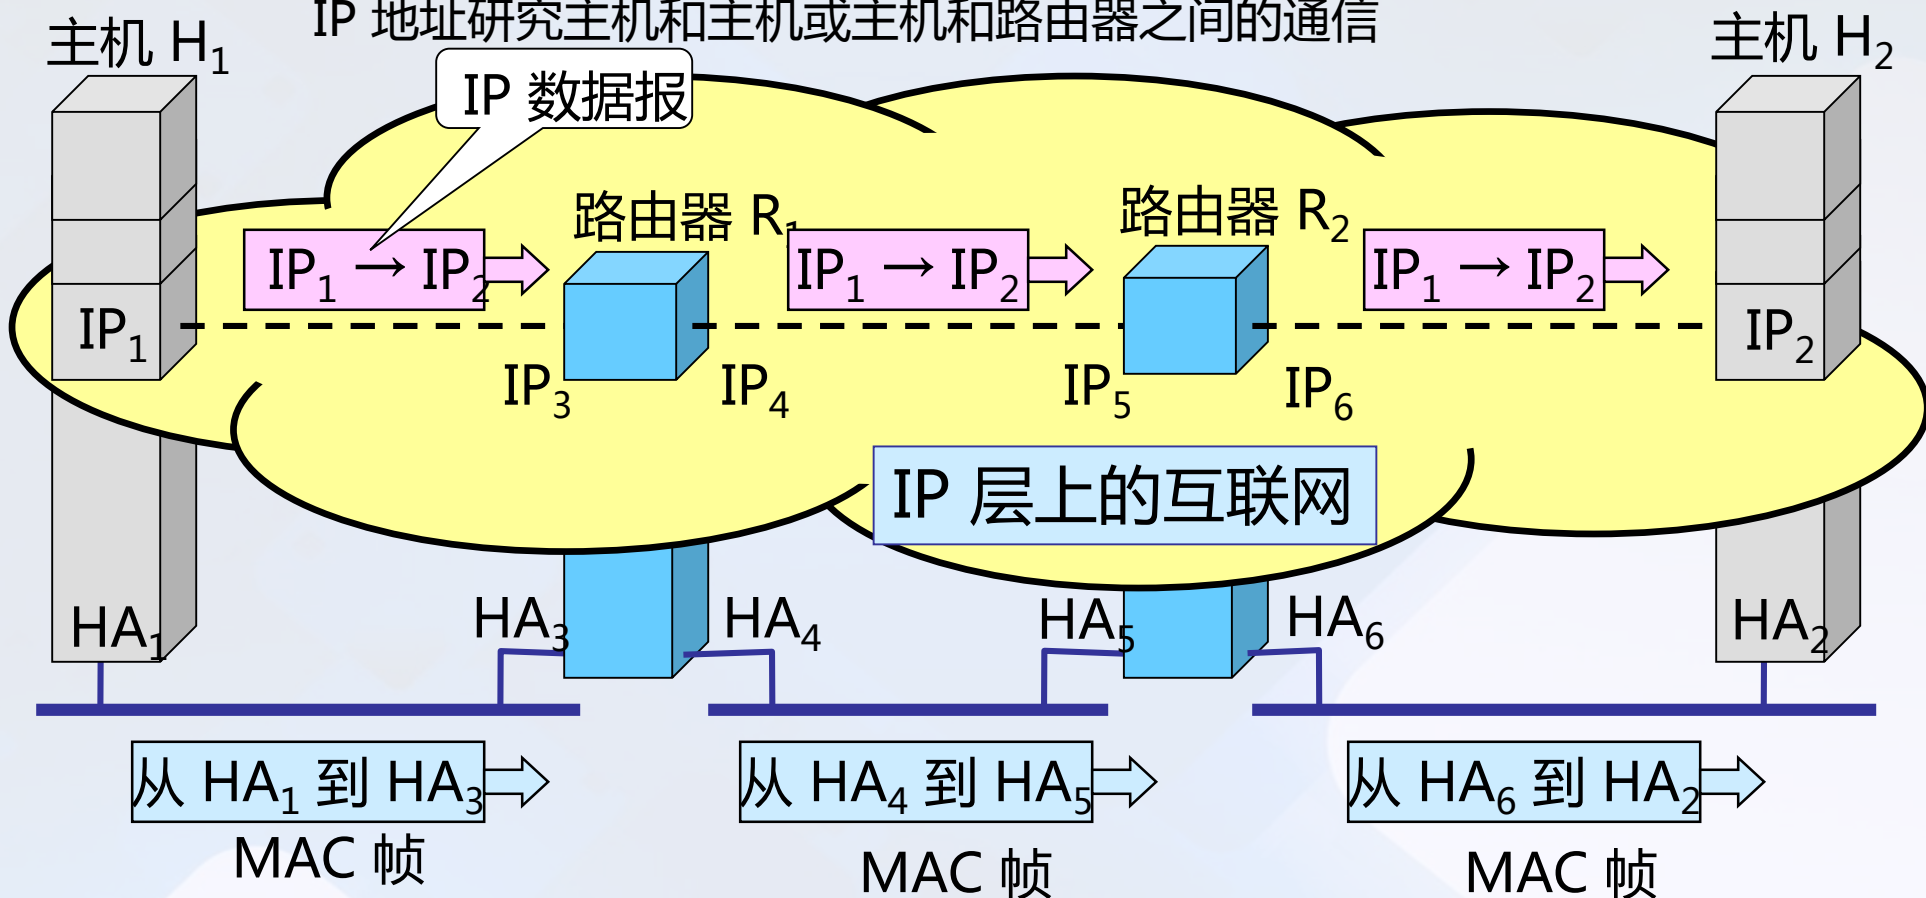 IP 地址研究主机和主机或主机和路由器之间的通信
主机 H₁
主机 H₂
IP 数据报
路由器 R₁
路由器 R₂
IP₁ → IP₂
IP₁ → IP₂
IP₁ → IP₂
IP₁
IP₂
IP₃
IP₄
IP₅
IP₆
IP 层上的互联网
HA₁
HA₃
HA₄
HA₅
HA₆
HA₂
从 HA₁ 到 HA₃
从 HA₄ 到 HA₅
从 HA₆ 到 HA₂
MAC 帧
MAC 帧
MAC 帧